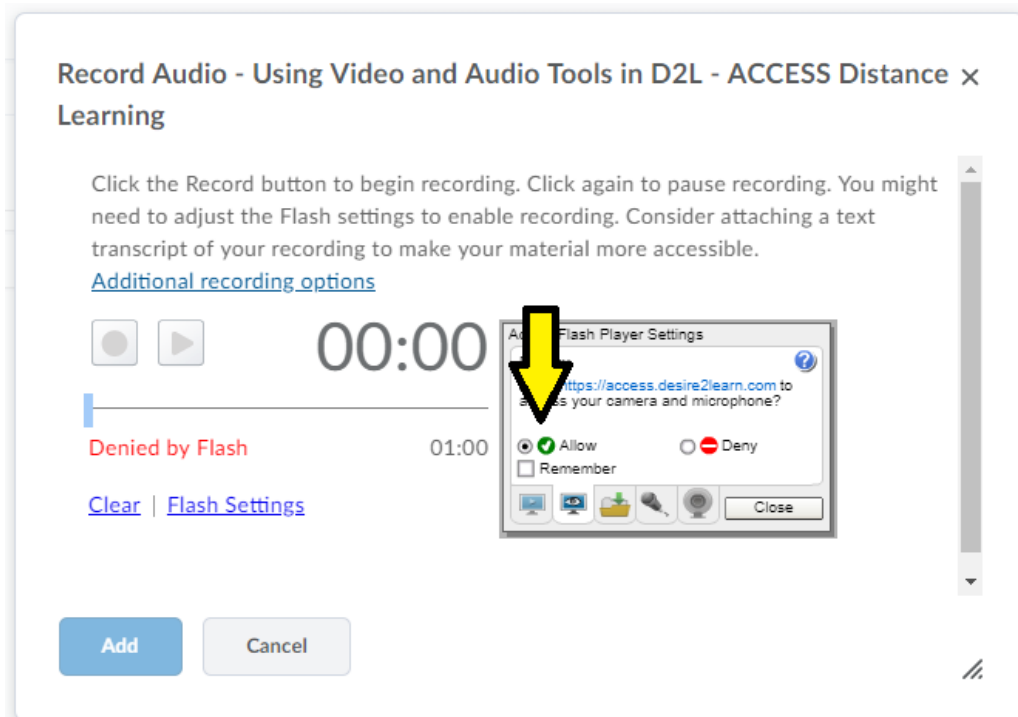 Record Audio - Using Video and Audio Tools in D2L - ACCESS Distance
Learning
Click the Record button to begin recording. Click again to pause recording. You might
need to adjust the Flash settings to enable recording. Consider attaching a text
transcript of your recording to make your material more accessible.
Additional recording options
00:00
Denied by Flash 01:00
Clear | Flash Settings
Flash Player Settings
https://access.desire2learn.com to
your camera and microphone?
Allow Deny
Remember
Close
Add Cancel